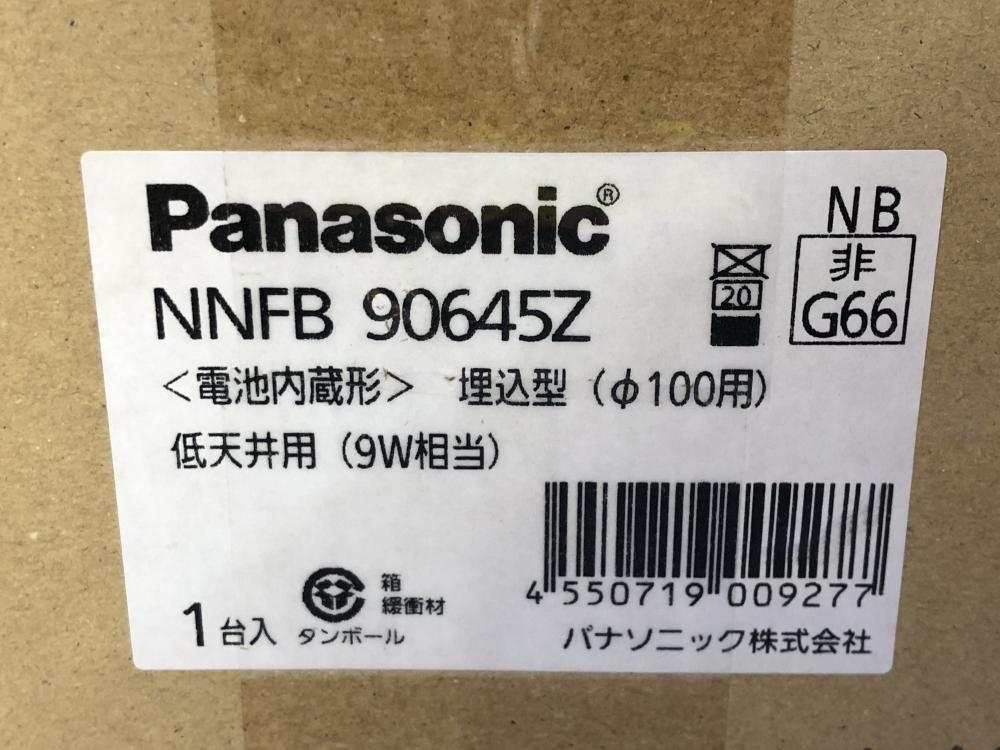 Panasonic®
NB
NNFB 90645Z
20
非
G66
<電池内蔵形> 埋込型 (φ100用)
低天井用 (9W相当)
4 550719 009277
箱
緩衝材
1台入
ダンボール
パナソニック株式会社